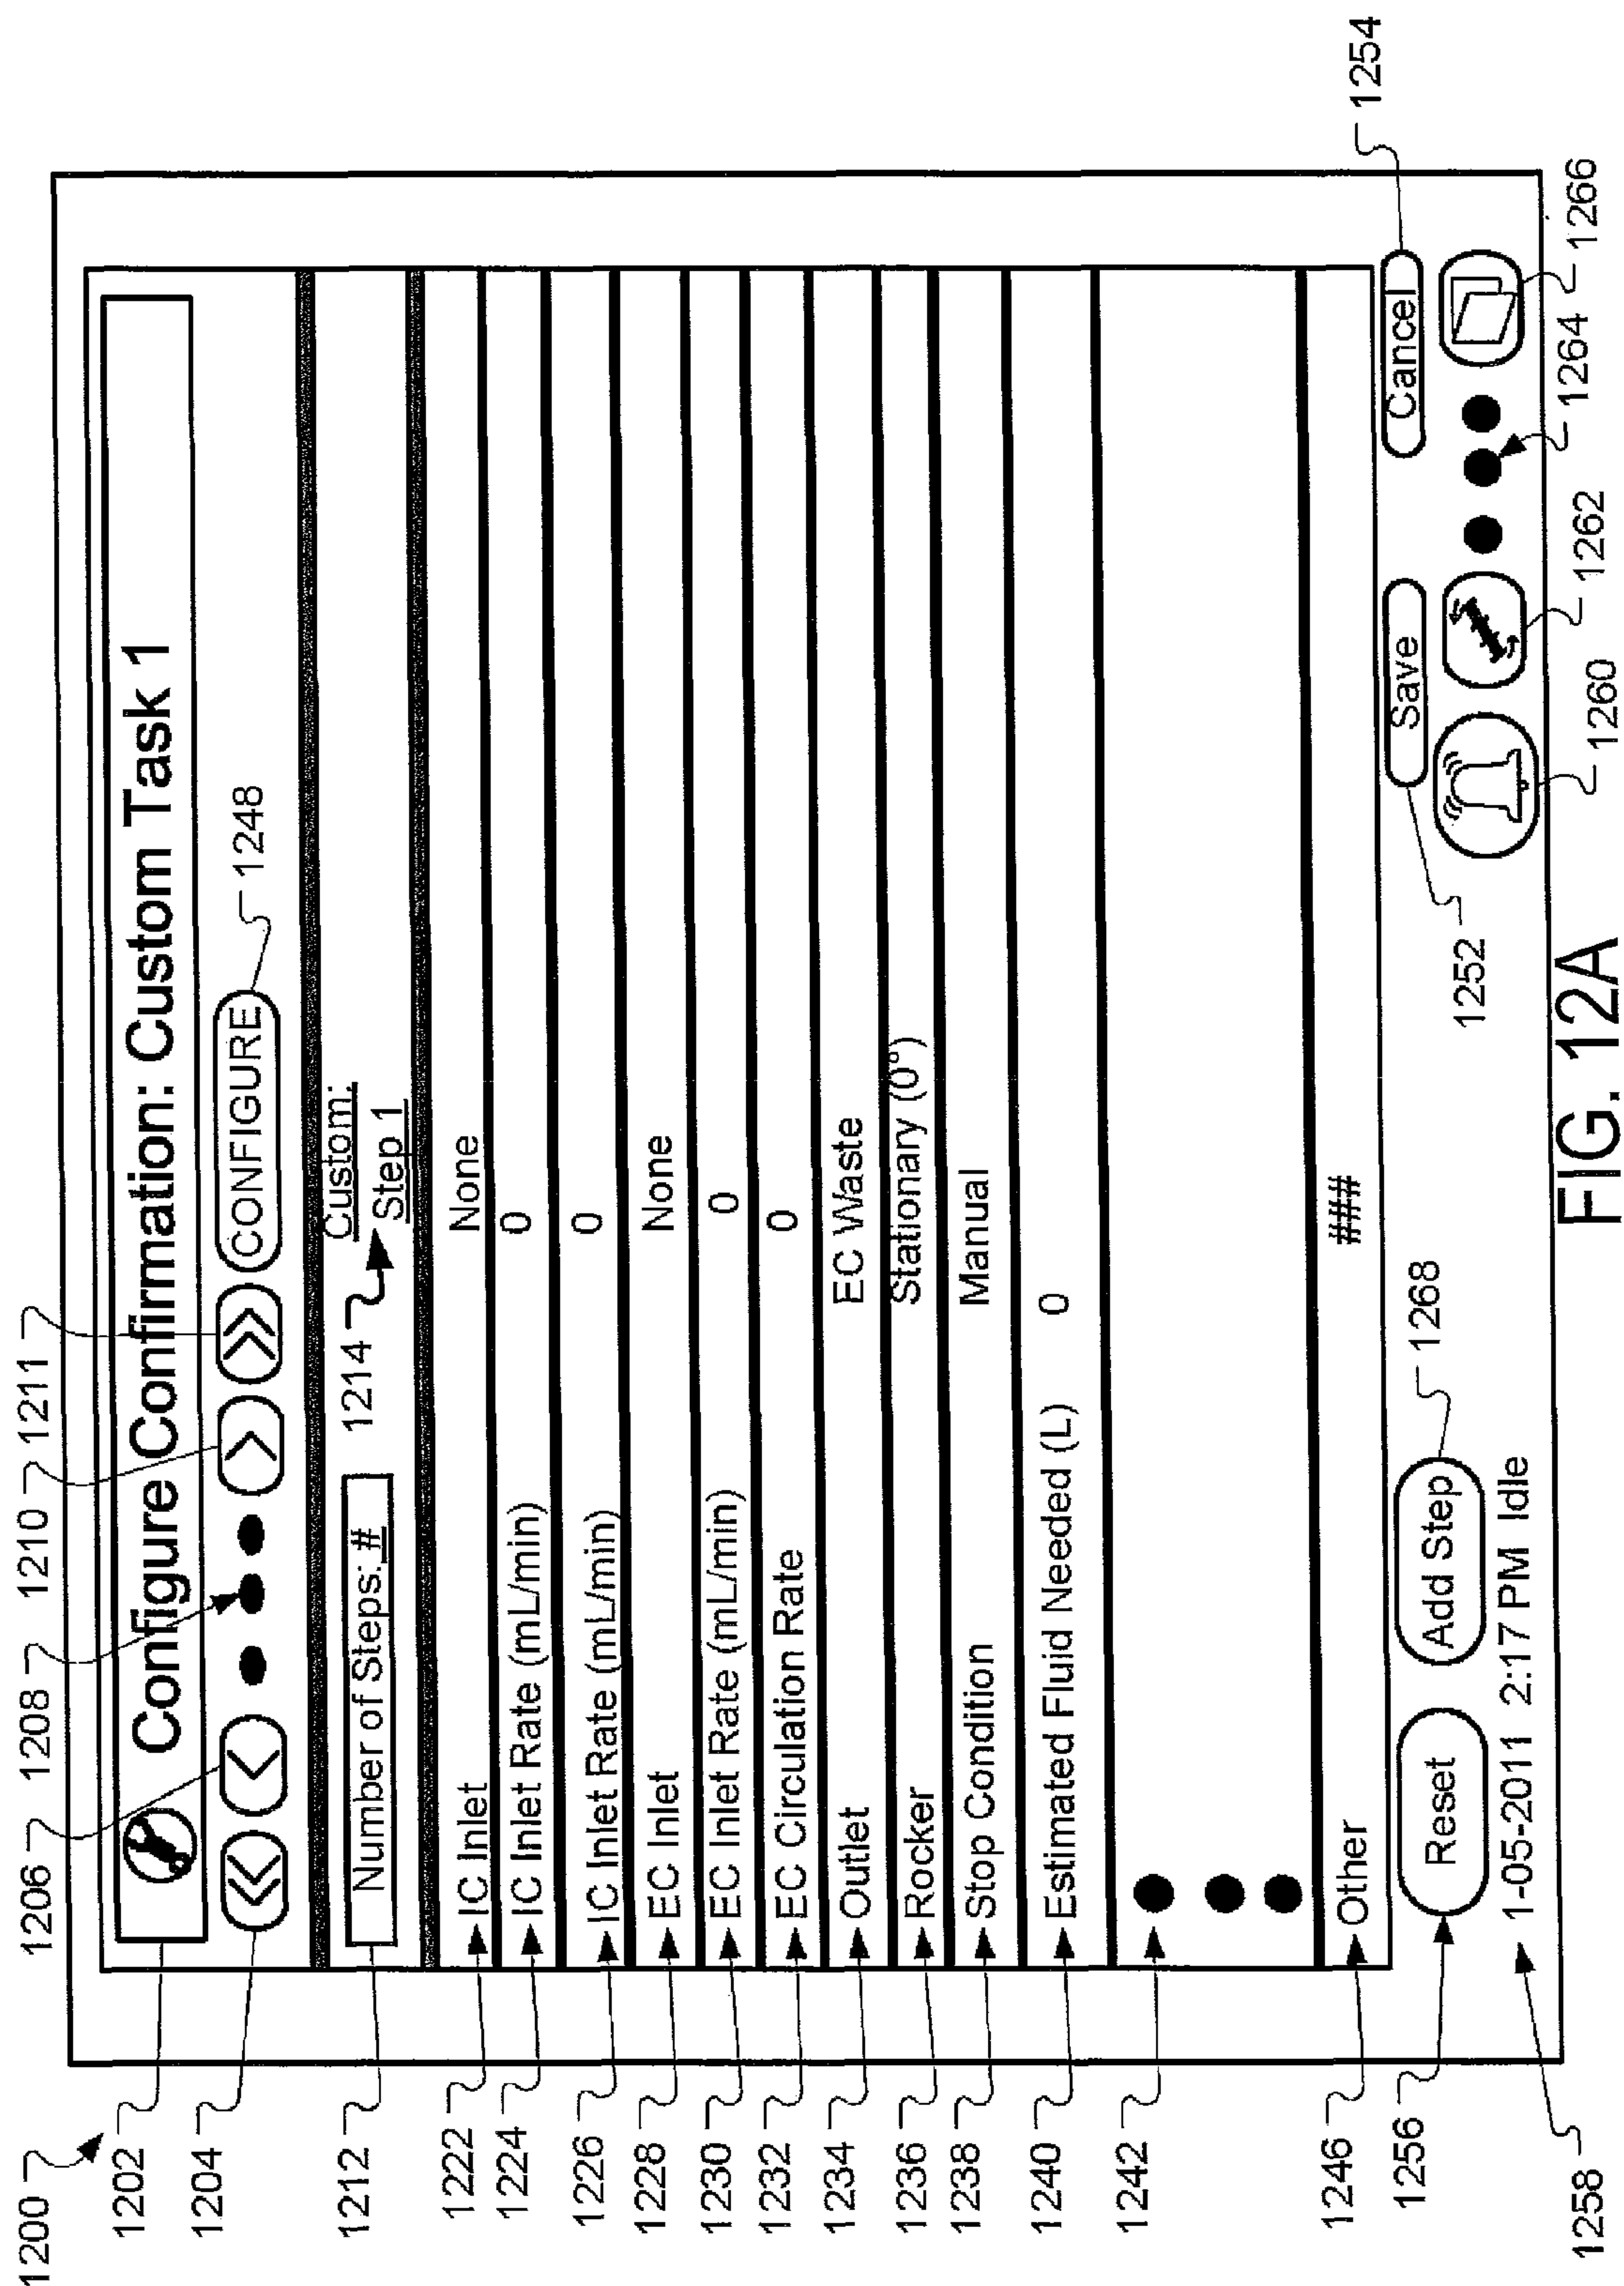 1200
1206 1208 1210 1211
1202 Configure Confirmation: Custom Task 1
1204 CONFIGURE 1248
1212 Number of Steps: # 1214 Custom:
Step 1
1222 IC Inlet None
1224 IC Inlet Rate (mL/min) 0
1226 IC Inlet Rate (mL/min) 0
1228 EC Inlet None
1230 EC Inlet Rate (mL/min) 0
1232 EC Circulation Rate 0
1234 Outlet EC Waste
1236 Rocker Stationary (0°)
1238 Stop Condition Manual
1240 Estimated Fluid Needed (L) 0
1242
1246 Other ###
1254
1256 Reset Add Step 1268 Save Cancel
1252
1258 1-05-2011 2:17 PM Idle
1260 1262 1264 1266
FIG. 12A